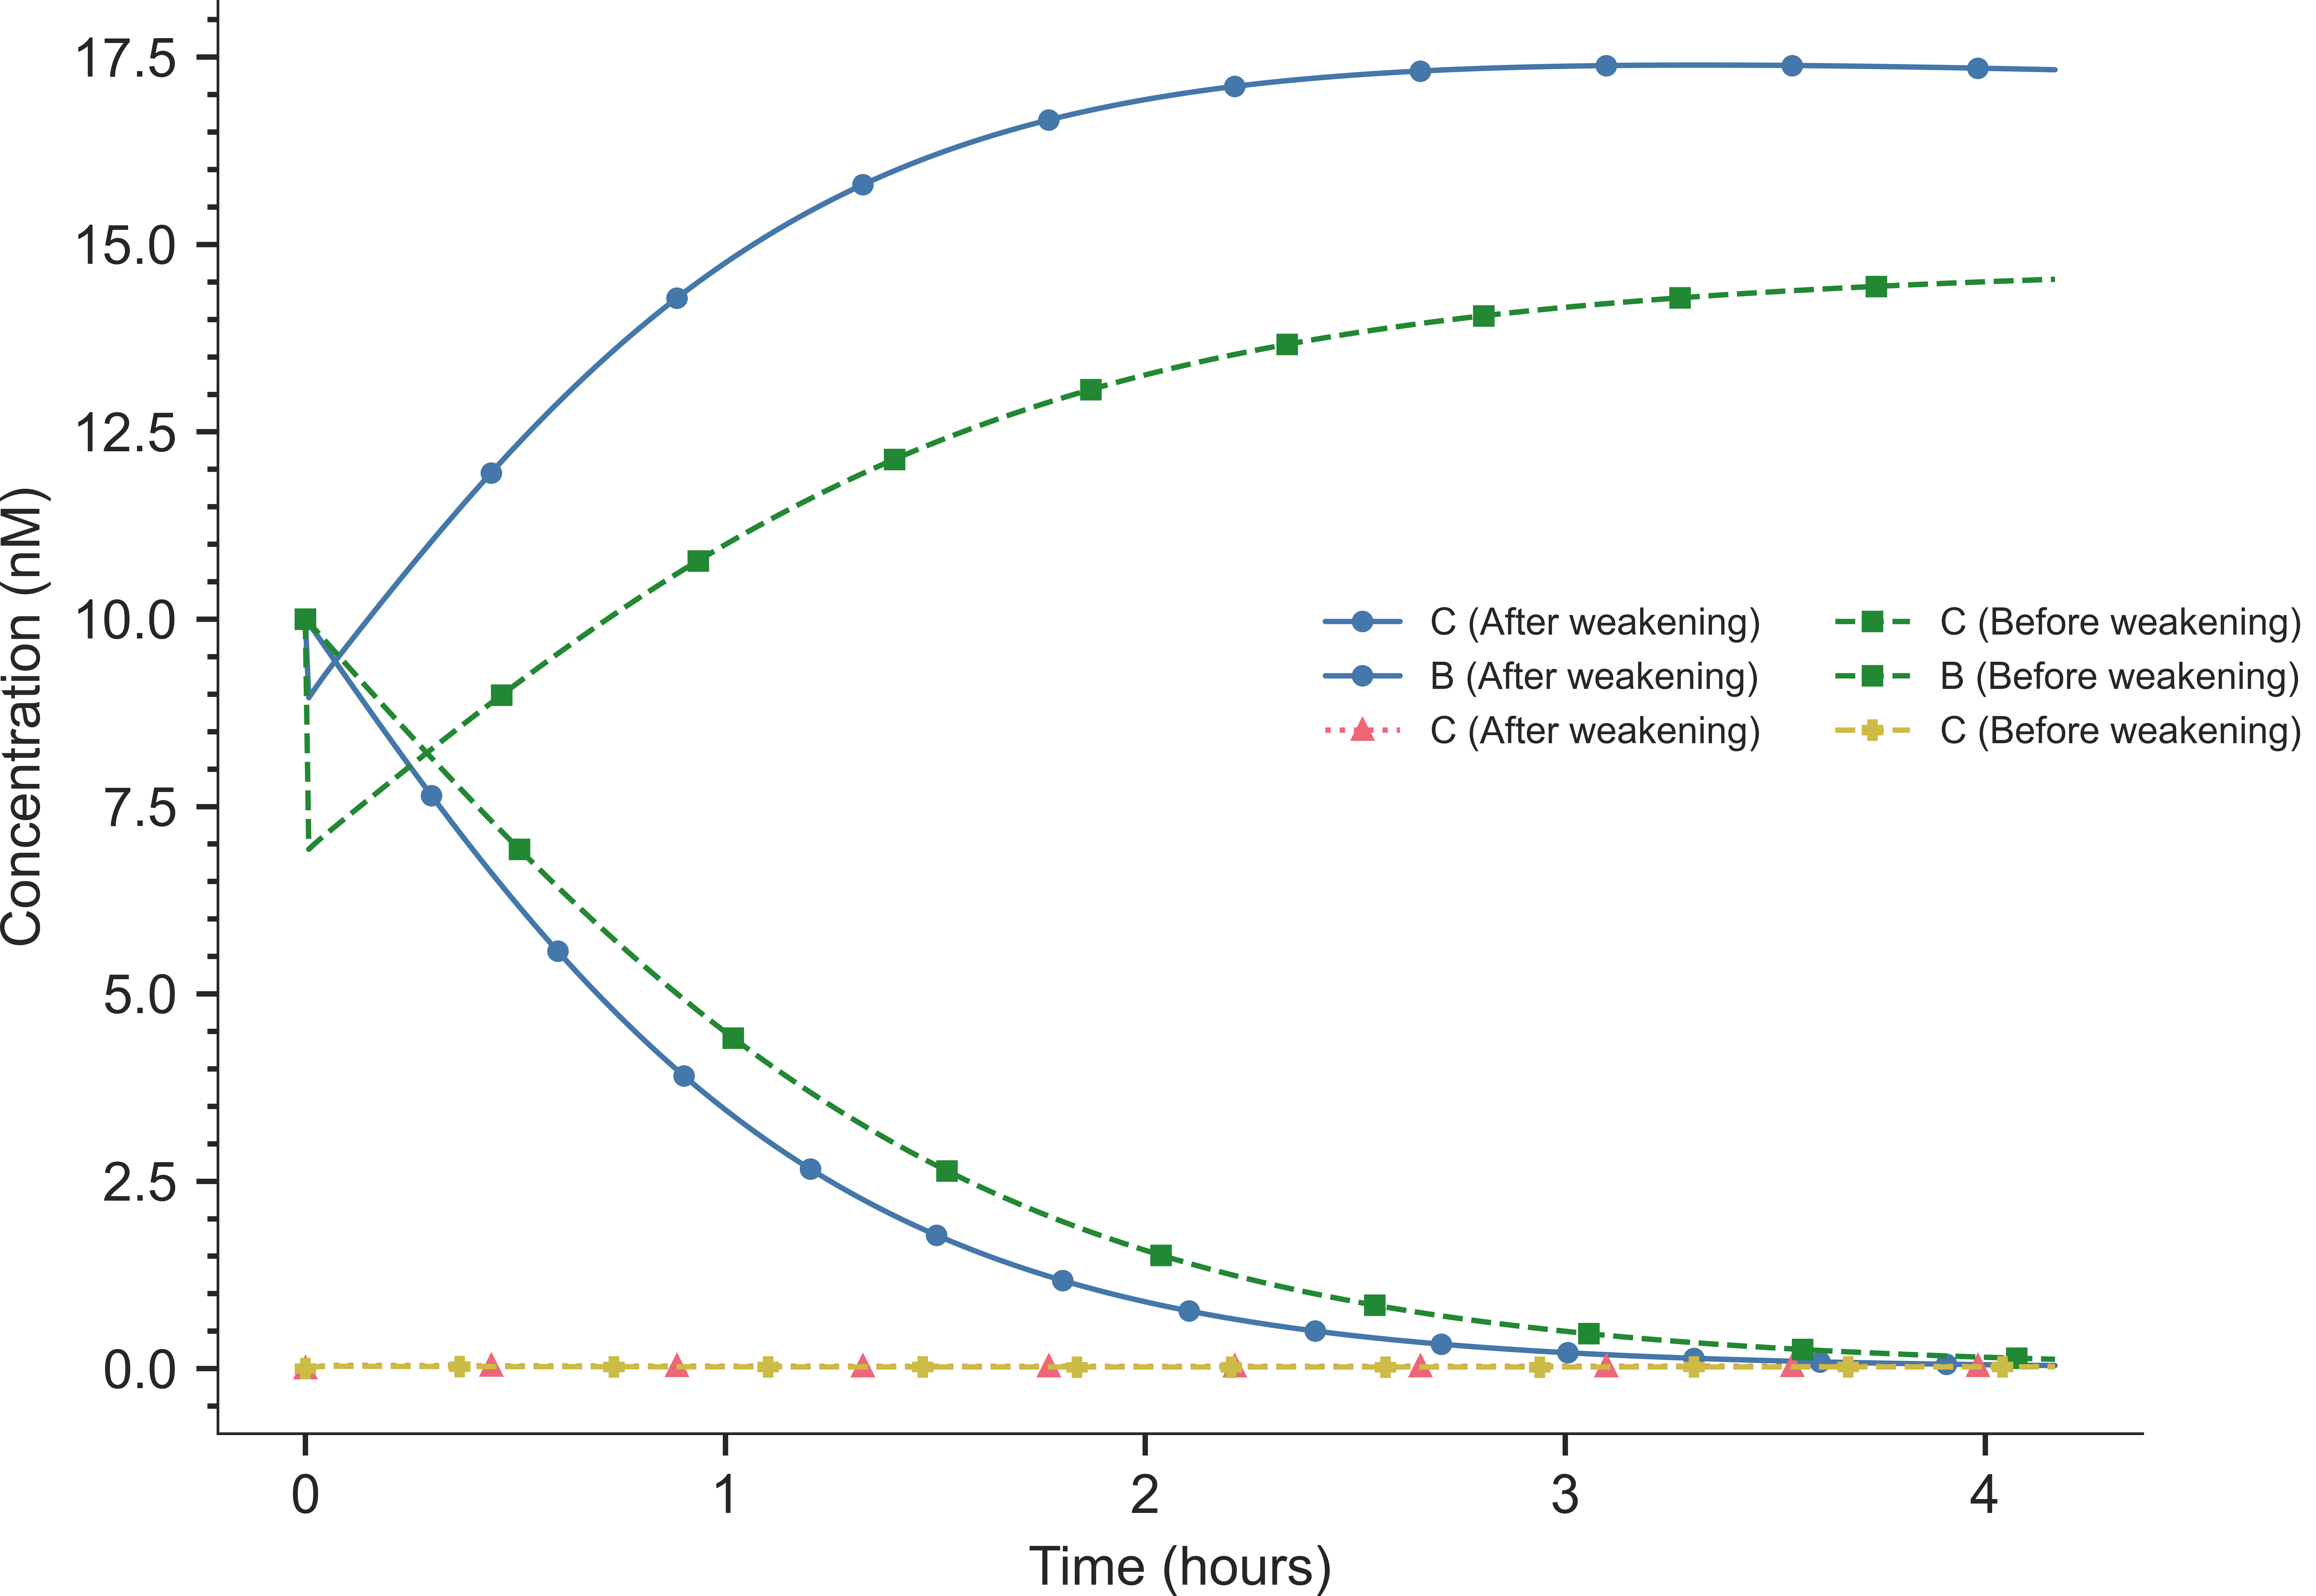 17.5
15.0
12.5
10.0
7.5
5.0
2.5
0.0
Concentration (nM)
C (After weakening)
B (After weakening)
C (After weakening)
C (Before weakening)
B (Before weakening)
C (Before weakening)
0 1 2 3 4
Time (hours)